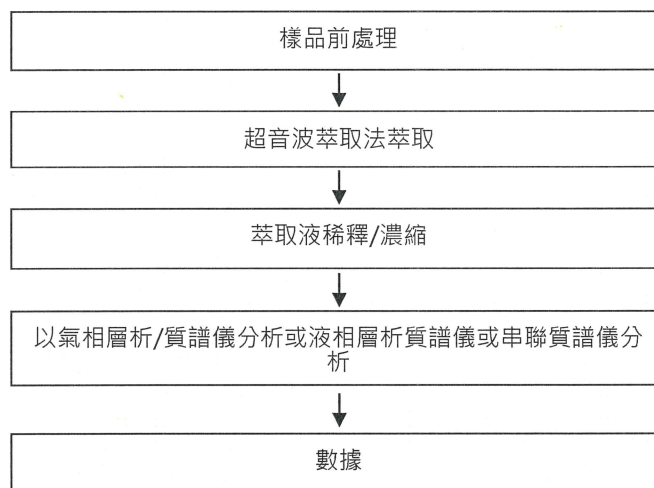 樣品前處理
超音波萃取法萃取
萃取液稀釋/濃縮
以氣相層析/質譜儀分析或液相層析質譜儀或串聯質譜儀分
析
數據